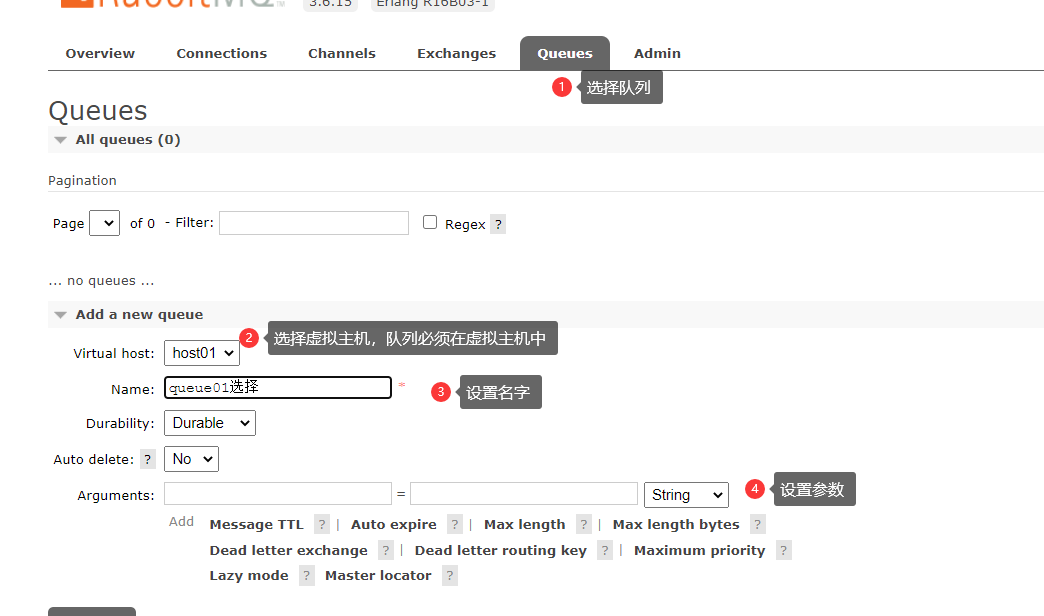 RabbitMQ TM 3.6.15 Erlang R16B03-1
Overview Connections Channels Exchanges Queues Admin
1 选择队列
Queues
All queues (0)
Pagination
Page of 0 - Filter: Regex ?
... no queues ...
Add a new queue
2 选择虚拟主机，队列必须在虚拟主机中
Virtual host: host01
Name: queue01选择 *
3 设置名字
Durability: Durable
Auto delete: ? No
Arguments: = String
4 设置参数
Add Message TTL ? | Auto expire ? | Max length ? | Max length bytes ?
Dead letter exchange ? | Dead letter routing key ? | Maximum priority ?
Lazy mode ? Master locator ?